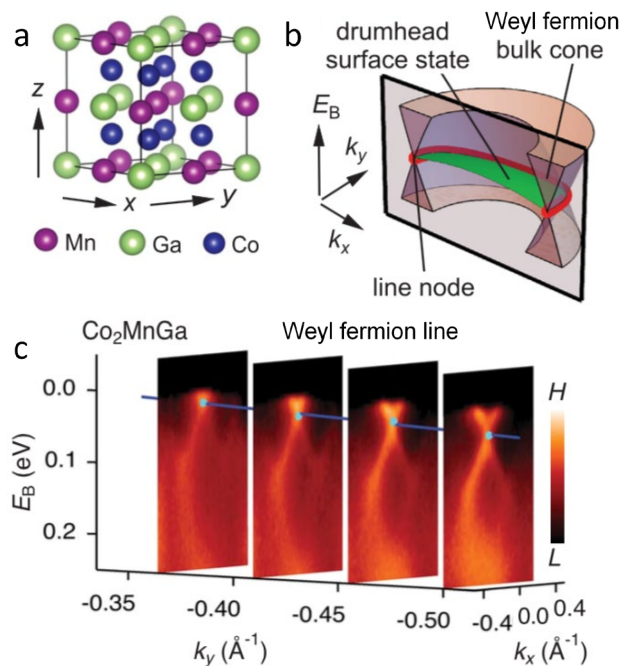 a
z
x
y
Mn
Ga
Co
b
drumhead
surface state
Weyl fermion
bulk cone
E_B
k_y
k_x
line node
Co₂MnGa
Weyl fermion line
c
0.0
0.1
0.2
E_B (eV)
H
L
-0.35
-0.40
-0.45
-0.50
-0.4
0.0
0.4
k_y (Å⁻¹)
k_x (Å⁻¹)